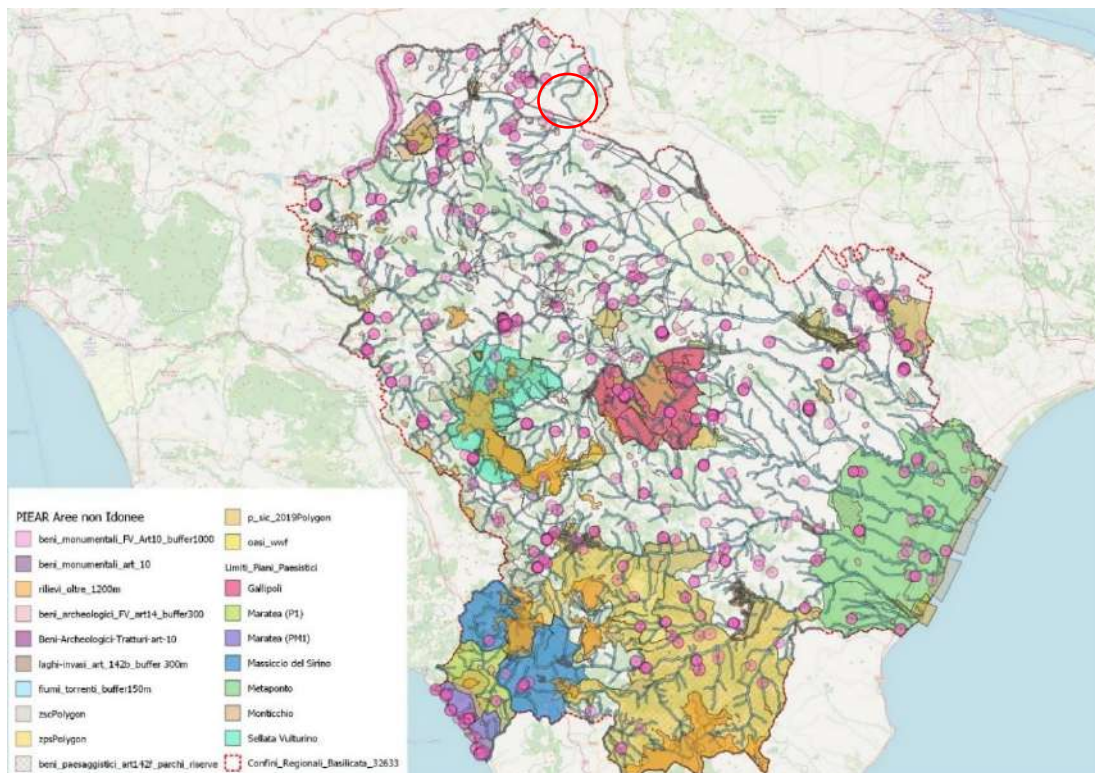 PIEAR Aree non Idonee
beni_monumentali_FV_Art10_buffer1000
beni_monumentali_art_10
rilievi_oltre_1200m
beni_archeologici_FV_art14_buffer300
Beni-Archeologici-Tratturi-art-10
laghi-invasi_art_142b_buffer 300m
fiumi_torrenti_buffer150m
zscPolygon
zpsPolygon
beni_paesaggistici_art142f_parchi_riserve
p_sic_2019Polygon
oasi_wwf
Limiti_Piani_Paesistici
Gallipoli
Maratea (P1)
Maratea (PM1)
Massiccio del Sirino
Metaponto
Monticchio
Sellata Vulturino
Confini_Regionali_Basilicata_32633